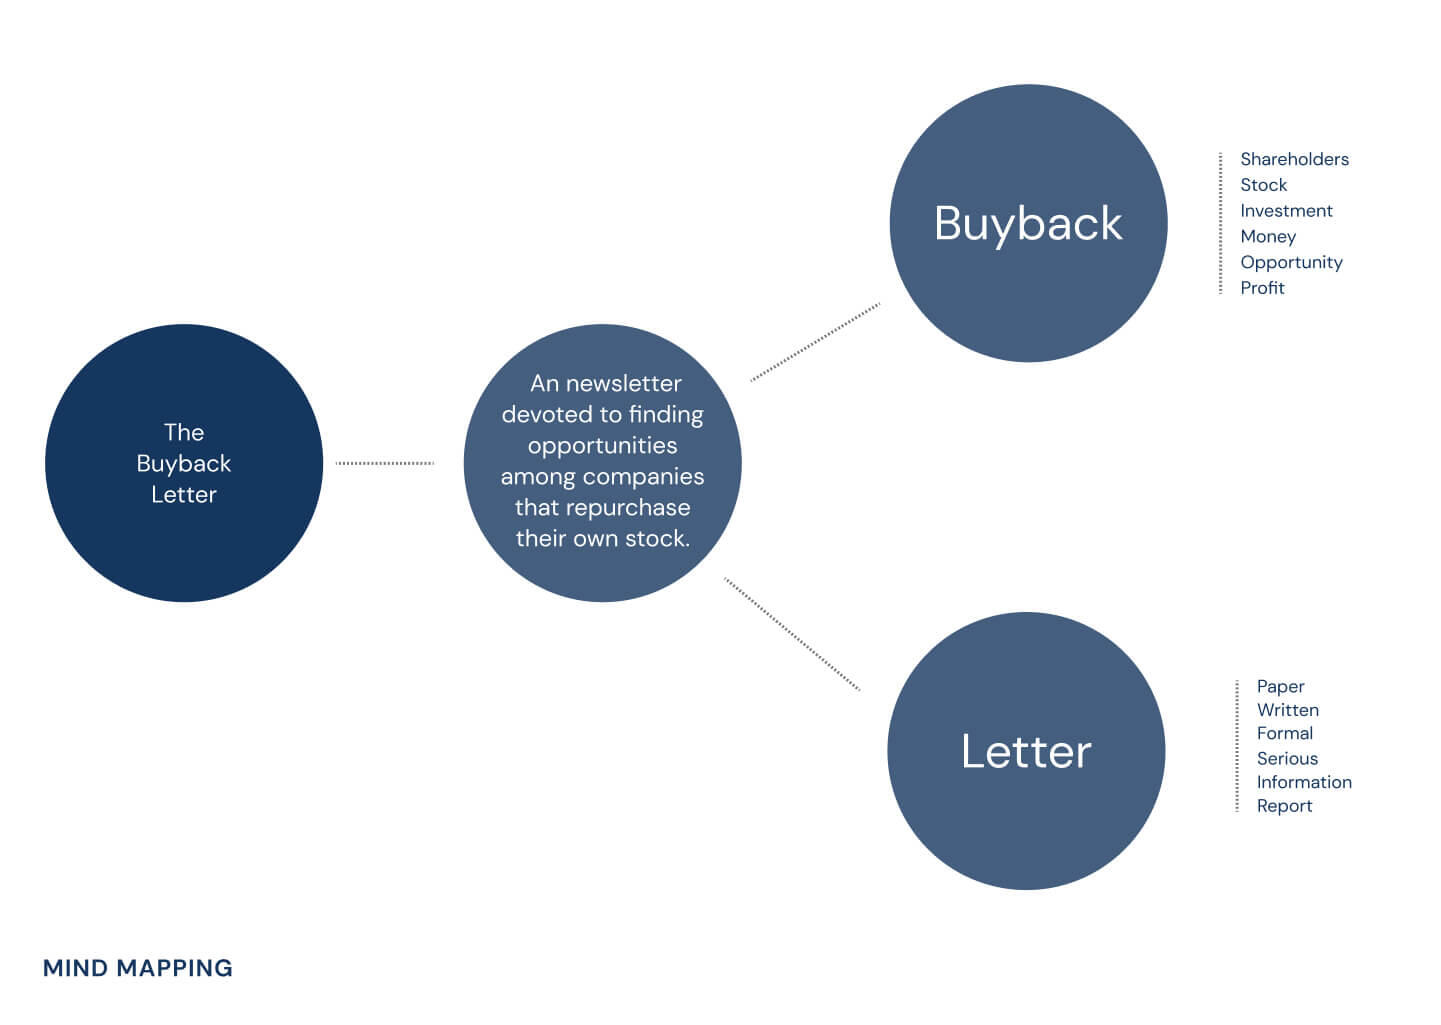 The
Buyback
Letter
An newsletter
devoted to finding
opportunities
among companies
that repurchase
their own stock.
Buyback
Shareholders
Stock
Investment
Money
Opportunity
Profit
Letter
Paper
Written
Formal
Serious
Information
Report
MIND MAPPING